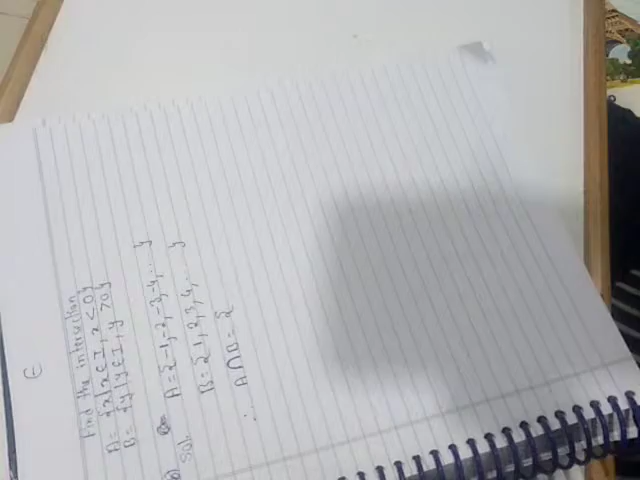 ∈
Find the intersection
A = {x|x ∈ I, x < 0}
B = {y|y ∈ I, y > 0}
Sol. A = {-1, -2, -3, -4, ... }
B = {1, 2, 3, 4, ... }
∴ A ∩ B = {